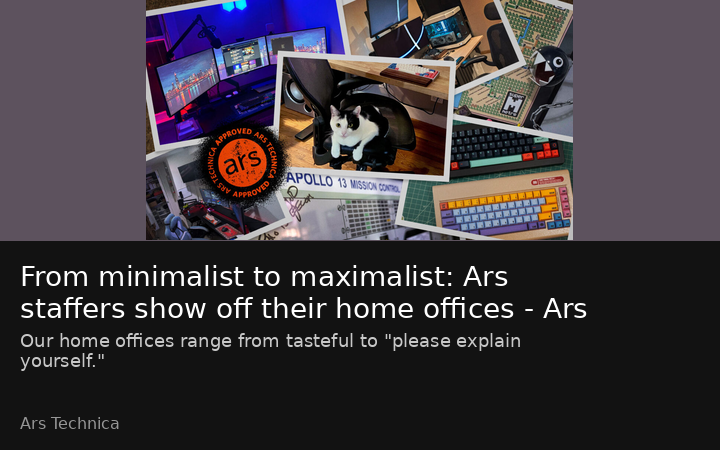 ARS TECHNICA APPROVED
ars
ARS TECHNICA APPROVED
APOLLO 13 MISSION CONTROL
M
From minimalist to maximalist: Ars
staffers show off their home offices - Ars
Our home offices range from tasteful to "please explain
yourself."
Ars Technica